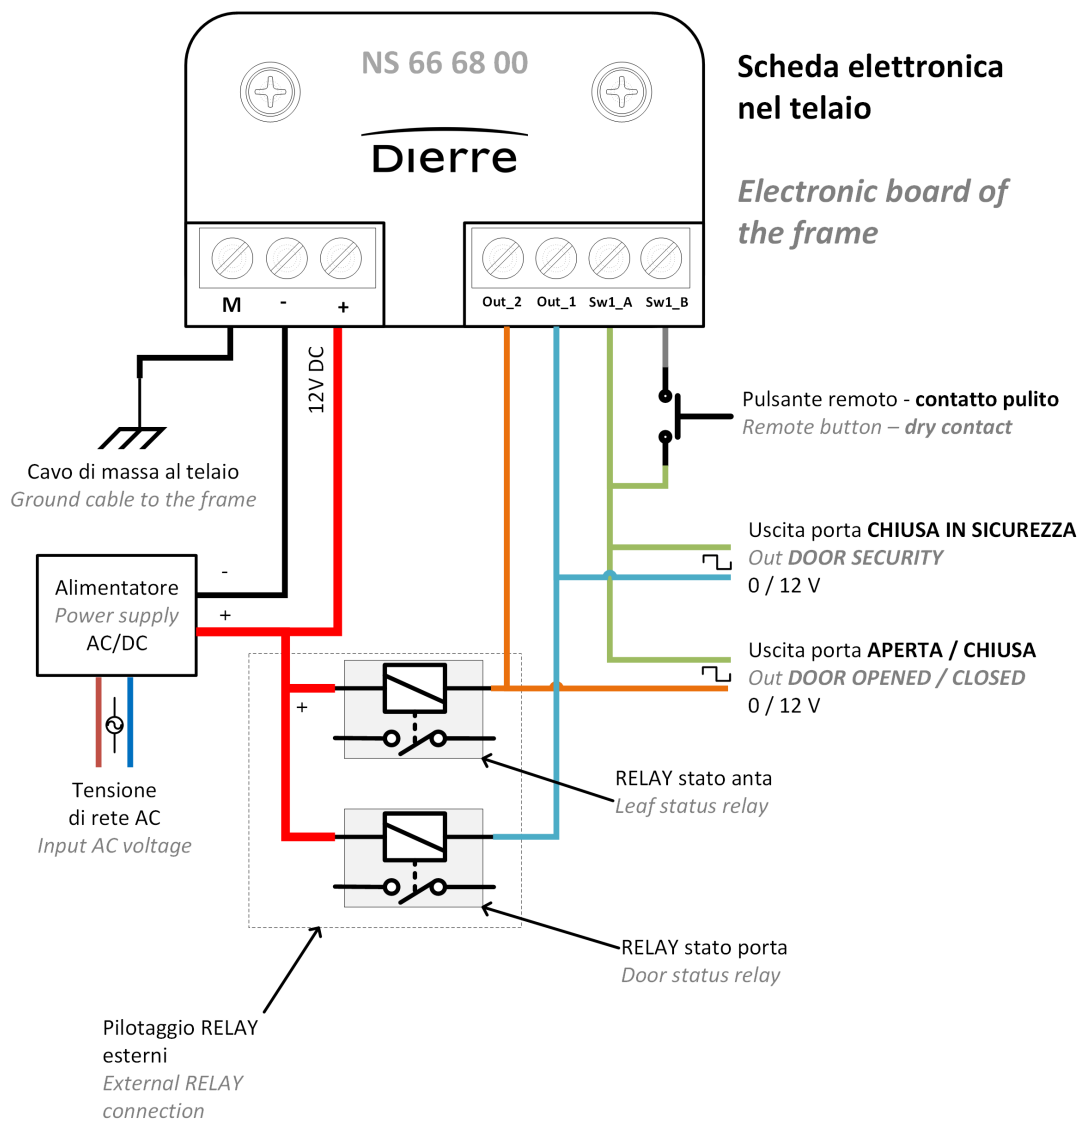 NS 66 68 00
Dierre
Scheda elettronica
nel telaio
Electronic board of
the frame
M
-
+
Out_2
Out_1
Sw1_A
Sw1_B
12V DC
Pulsante remoto - contatto pulito
Remote button – dry contact
Cavo di massa al telaio
Ground cable to the frame
Uscita porta CHIUSA IN SICUREZZA
Out DOOR SECURITY
0 / 12 V
Alimentatore
Power supply
AC/DC
-
+
Uscita porta APERTA / CHIUSA
Out DOOR OPENED / CLOSED
0 / 12 V
+
Tensione
di rete AC
Input AC voltage
RELAY stato anta
Leaf status relay
RELAY stato porta
Door status relay
Pilotaggio RELAY
esterni
External RELAY
connection